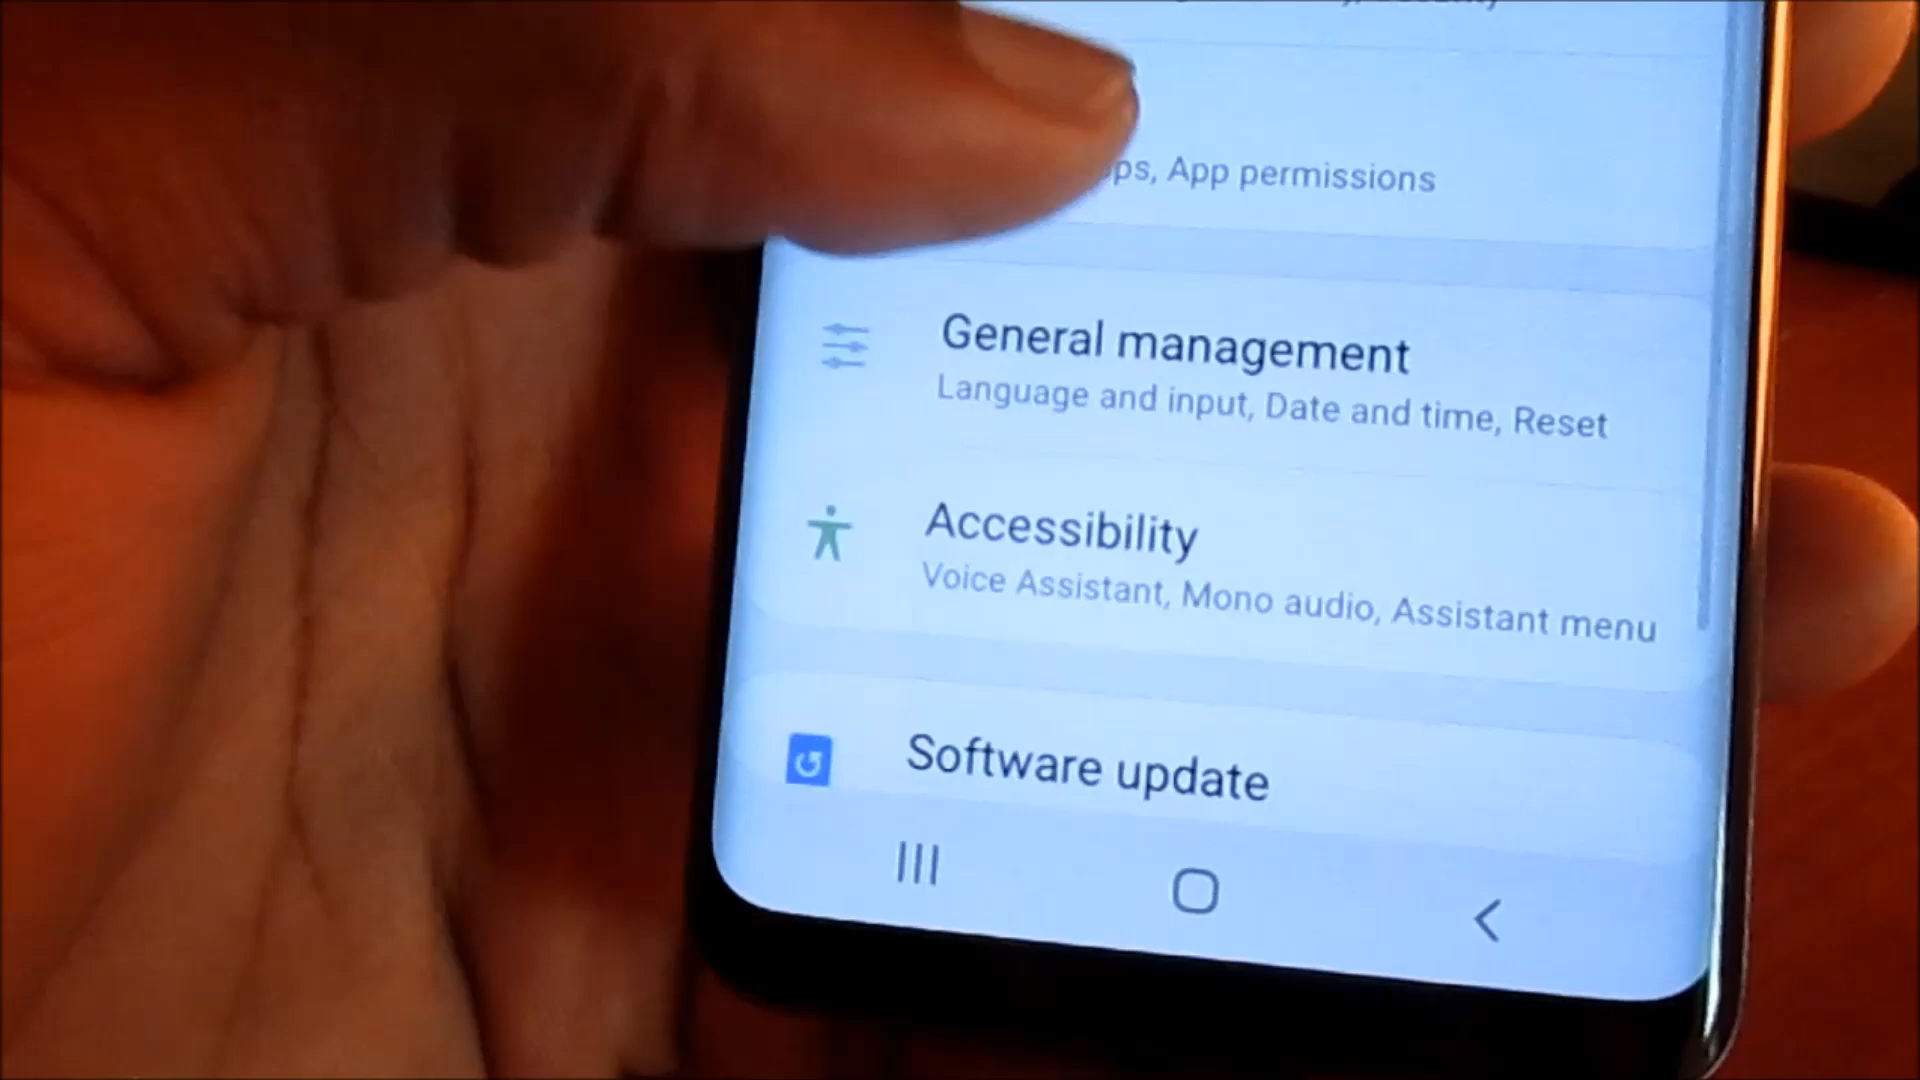 App permissions
General management
Language and input, Date and time, Reset
Accessibility
Voice Assistant, Mono audio, Assistant menu
Software update